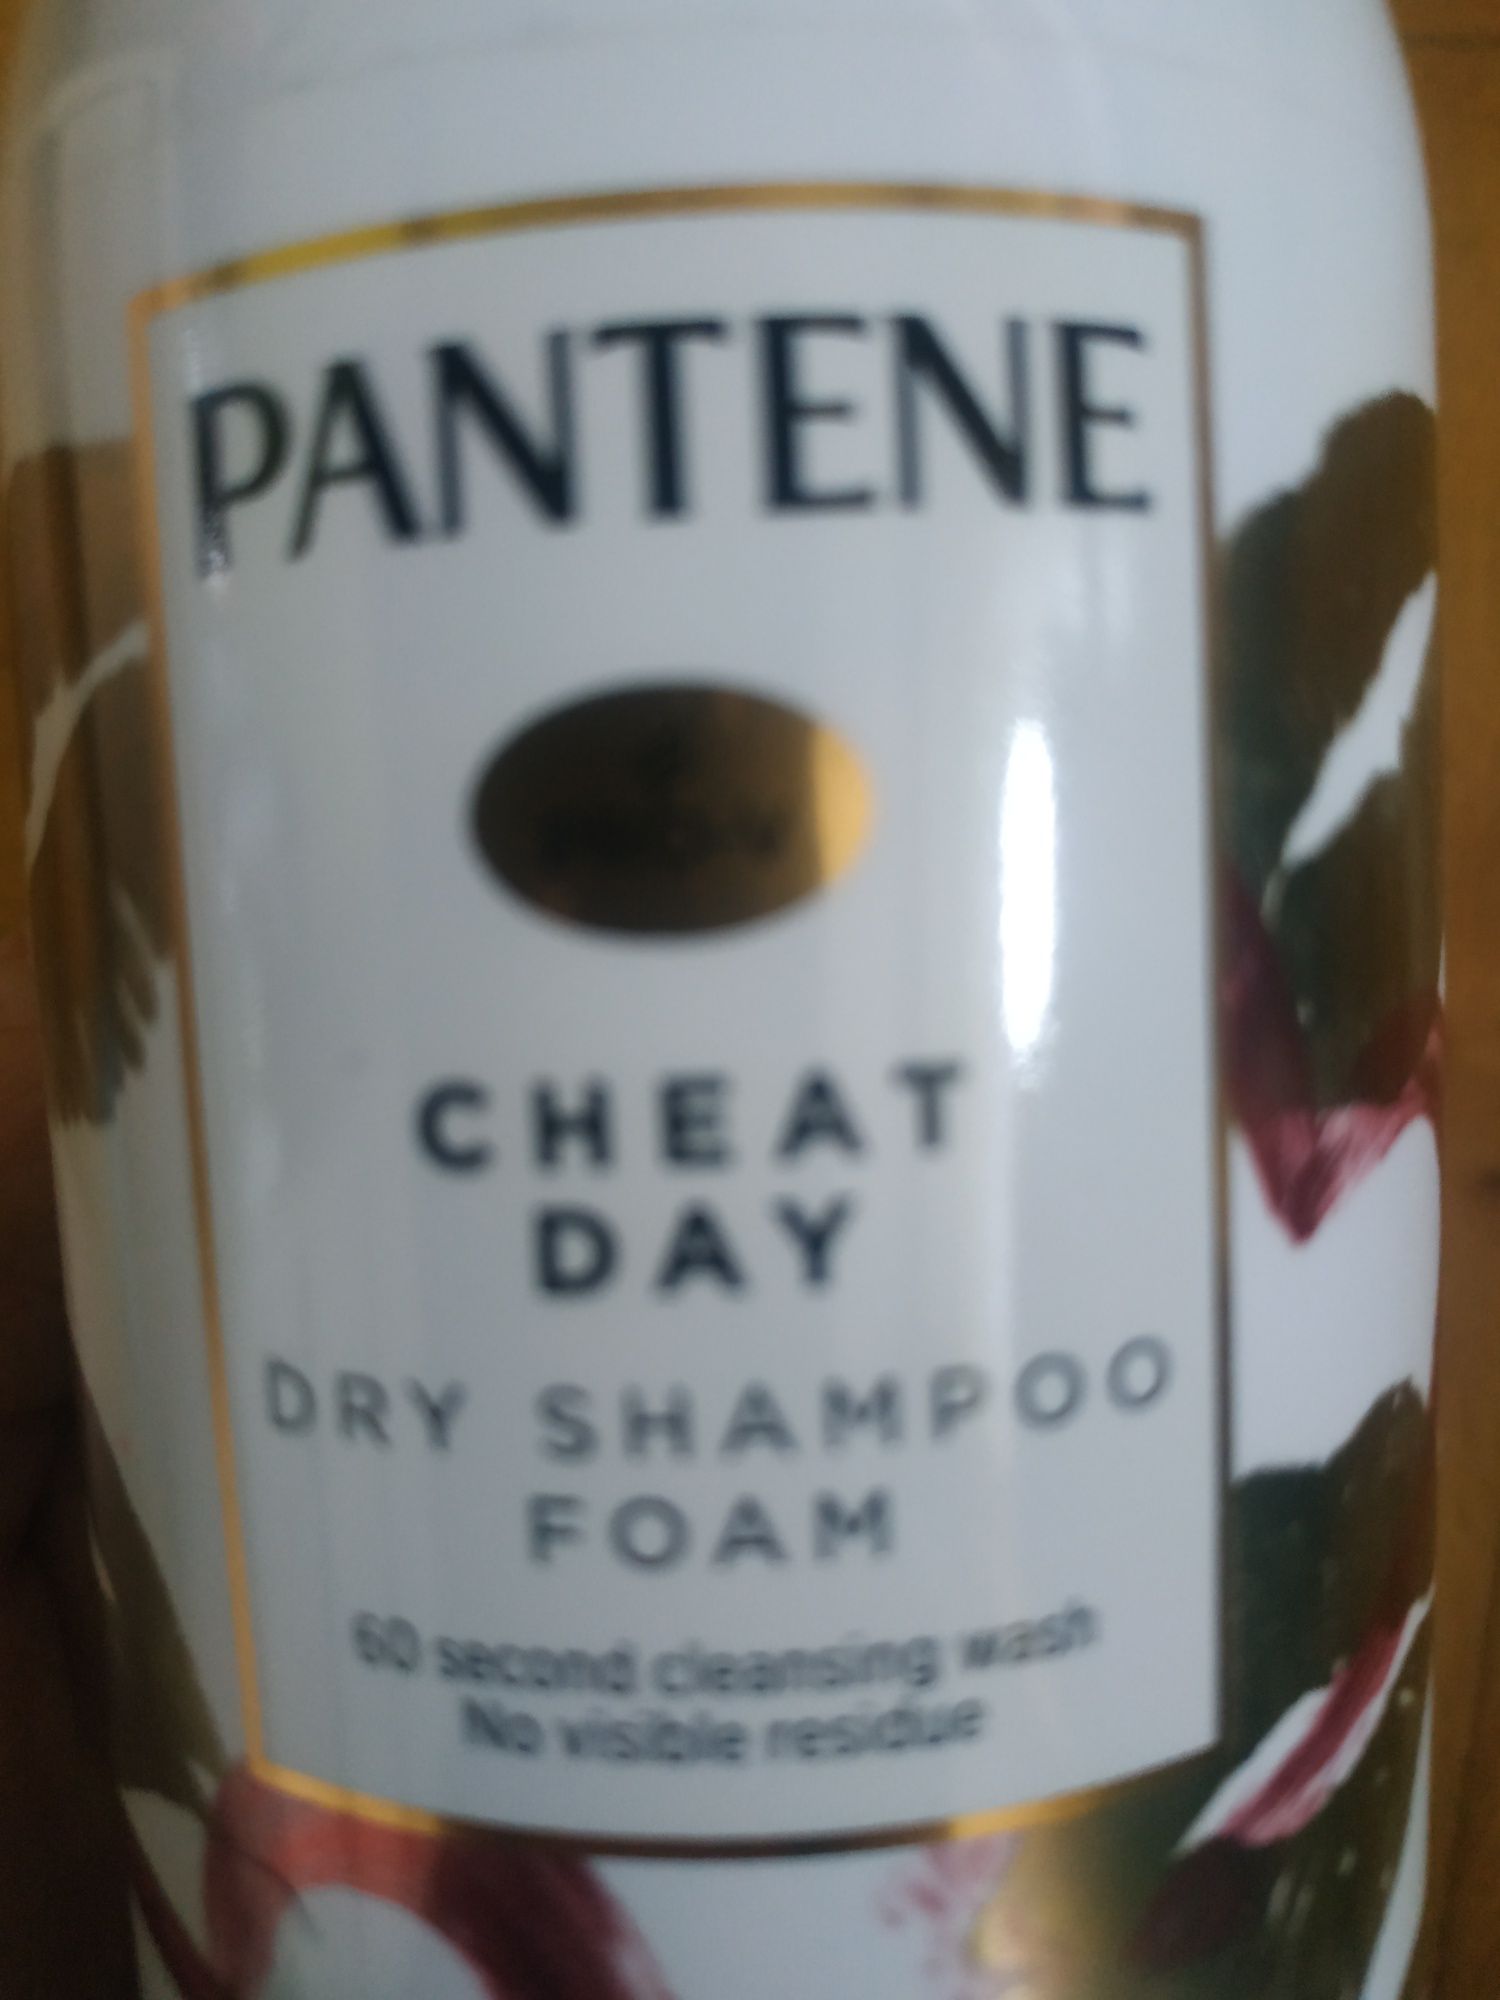 PANTENE
CHEAT
DAY
DRY SHAMPOO
FOAM
60 second cleansing wash
No visible residue